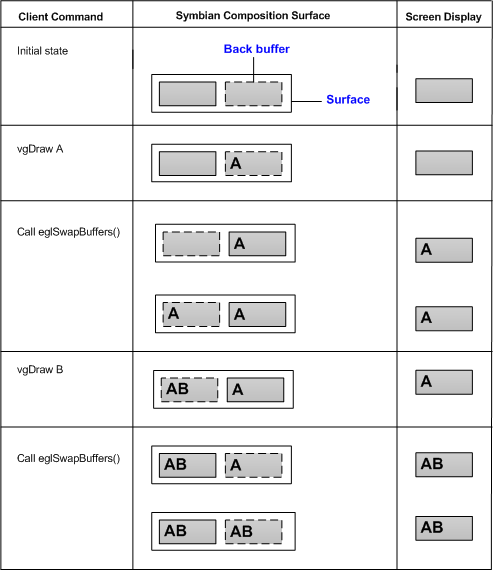 Client Command Symbian Composition Surface Screen Display
Initial state
Back buffer
Surface
vgDraw A
A
Call eglSwapBuffers()
A A
A A A
vgDraw B
AB A A
Call eglSwapBuffers()
AB A AB
AB AB AB